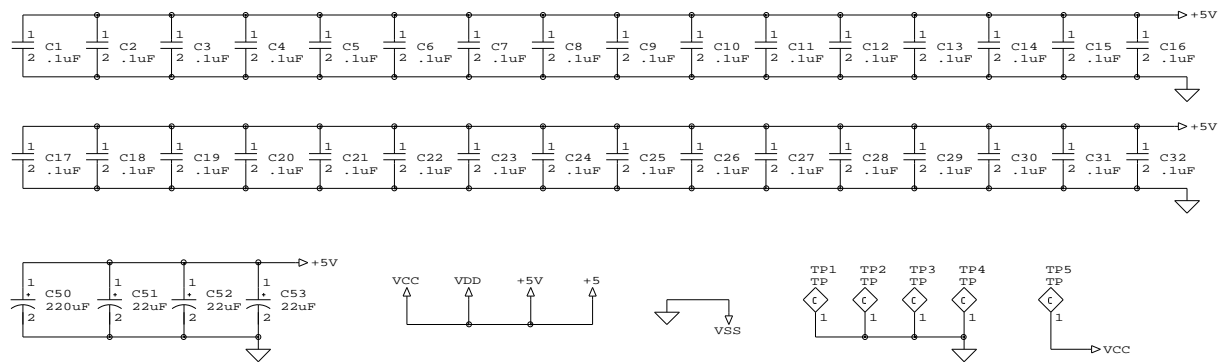 1 1 1 1 1 1 1 1 1 1 1 1 1 1 1 1 +5V
C1 C2 C3 C4 C5 C6 C7 C8 C9 C10 C11 C12 C13 C14 C15 C16
2 .1uF 2 .1uF 2 .1uF 2 .1uF 2 .1uF 2 .1uF 2 .1uF 2 .1uF 2 .1uF 2 .1uF 2 .1uF 2 .1uF 2 .1uF 2 .1uF 2 .1uF 2 .1uF
1 1 1 1 1 1 1 1 1 1 1 1 1 1 1 1 +5V
C17 C18 C19 C20 C21 C22 C23 C24 C25 C26 C27 C28 C29 C30 C31 C32
2 .1uF 2 .1uF 2 .1uF 2 .1uF 2 .1uF 2 .1uF 2 .1uF 2 .1uF 2 .1uF 2 .1uF 2 .1uF 2 .1uF 2 .1uF 2 .1uF 2 .1uF 2 .1uF
+5V
1 1 1 1
+ C50 + C51 + C52 + C53
220uF 22uF 22uF 22uF
2 2 2 2
VCC VDD +5V +5
VSS
TP1 TP2 TP3 TP4 TP5
TP TP TP TP TP
C C C C C
1 1 1 1 1
VCC